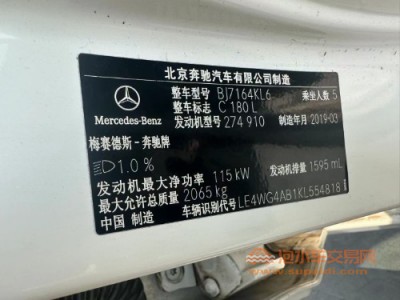 北京奔驰汽车有限公司制造
整车型号 BJ7164KL6 乘坐人数 5
整车标志 C 180 L
发动机型号 274 910 制造年月 2019-03
Mercedes-Benz
梅赛德斯-奔驰牌
1.0%
发动机最大净功率 115 kW 发动机排量 1595 mL
最大允许总质量 2065 kg
中国 制造 车辆识别代号 LE4WG4AB1KL554818